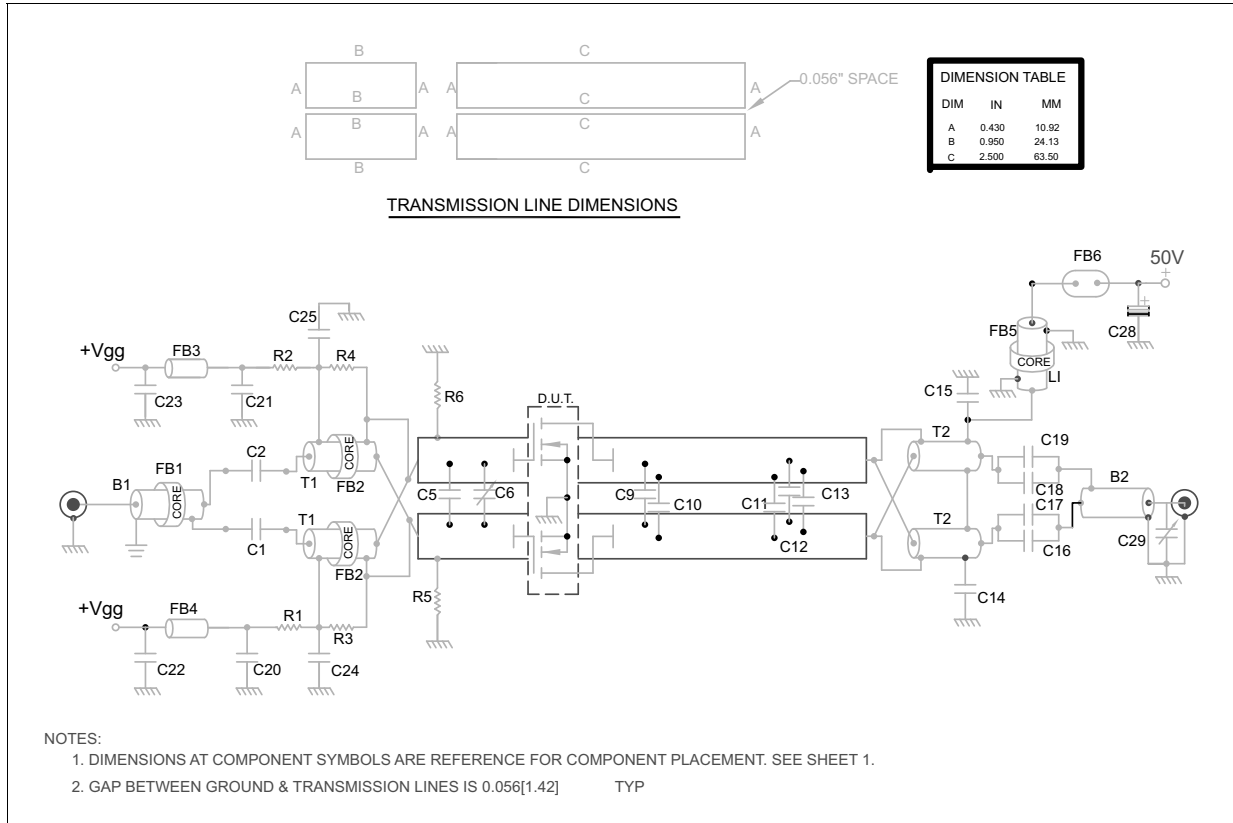 B
C
0.056" SPACE
A
B
A
A
C
A
B
C
A
A
A
A
B
C
TRANSMISSION LINE DIMENSIONS
DIMENSION TABLE
DIM IN MM
A 0.430 10.92
B 0.950 24.13
C 2.500 63.50
FB6
50V
+
+
C28
FB5
CORE
LI
C25
+Vgg
FB3
R2
R4
C23
C21
R6
D.U.T.
C15
C2
CORE
T1
FB2
T2
C19
C18
B1
FB1
CORE
C5
C6
C9
C10
C11
C13
C12
B2
C17
C16
C29
C1
T1
CORE
FB2
T2
C14
+Vgg
FB4
R1
R3
R5
C22
C20
C24
NOTES:
1. DIMENSIONS AT COMPONENT SYMBOLS ARE REFERENCE FOR COMPONENT PLACEMENT. SEE SHEET 1.
2. GAP BETWEEN GROUND & TRANSMISSION LINES IS 0.056[1.42] TYP